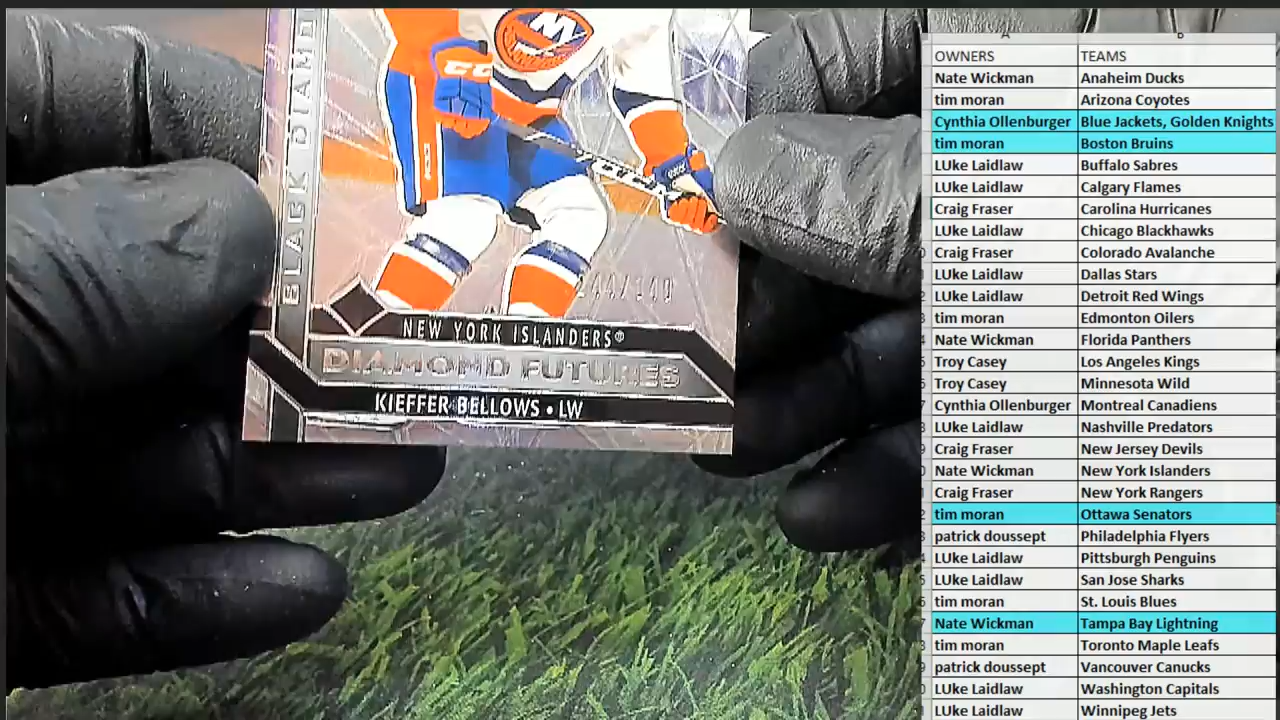 BLACK DIAMOND
CCM
NEW YORK ISLANDERS®
DIAMOND FUTURES
KIEFFER BELLOWS • LW
A B
OWNERS TEAMS
Nate Wickman Anaheim Ducks
tim moran Arizona Coyotes
Cynthia Ollenburger Blue Jackets, Golden Knights
tim moran Boston Bruins
LUke Laidlaw Buffalo Sabres
LUke Laidlaw Calgary Flames
Craig Fraser Carolina Hurricanes
LUke Laidlaw Chicago Blackhawks
Craig Fraser Colorado Avalanche
LUke Laidlaw Dallas Stars
LUke Laidlaw Detroit Red Wings
tim moran Edmonton Oilers
Nate Wickman Florida Panthers
Troy Casey Los Angeles Kings
Troy Casey Minnesota Wild
Cynthia Ollenburger Montreal Canadiens
LUke Laidlaw Nashville Predators
Craig Fraser New Jersey Devils
Nate Wickman New York Islanders
Craig Fraser New York Rangers
tim moran Ottawa Senators
patrick doussept Philadelphia Flyers
LUke Laidlaw Pittsburgh Penguins
LUke Laidlaw San Jose Sharks
tim moran St. Louis Blues
Nate Wickman Tampa Bay Lightning
tim moran Toronto Maple Leafs
patrick doussept Vancouver Canucks
LUke Laidlaw Washington Capitals
LUke Laidlaw Winnipeg Jets